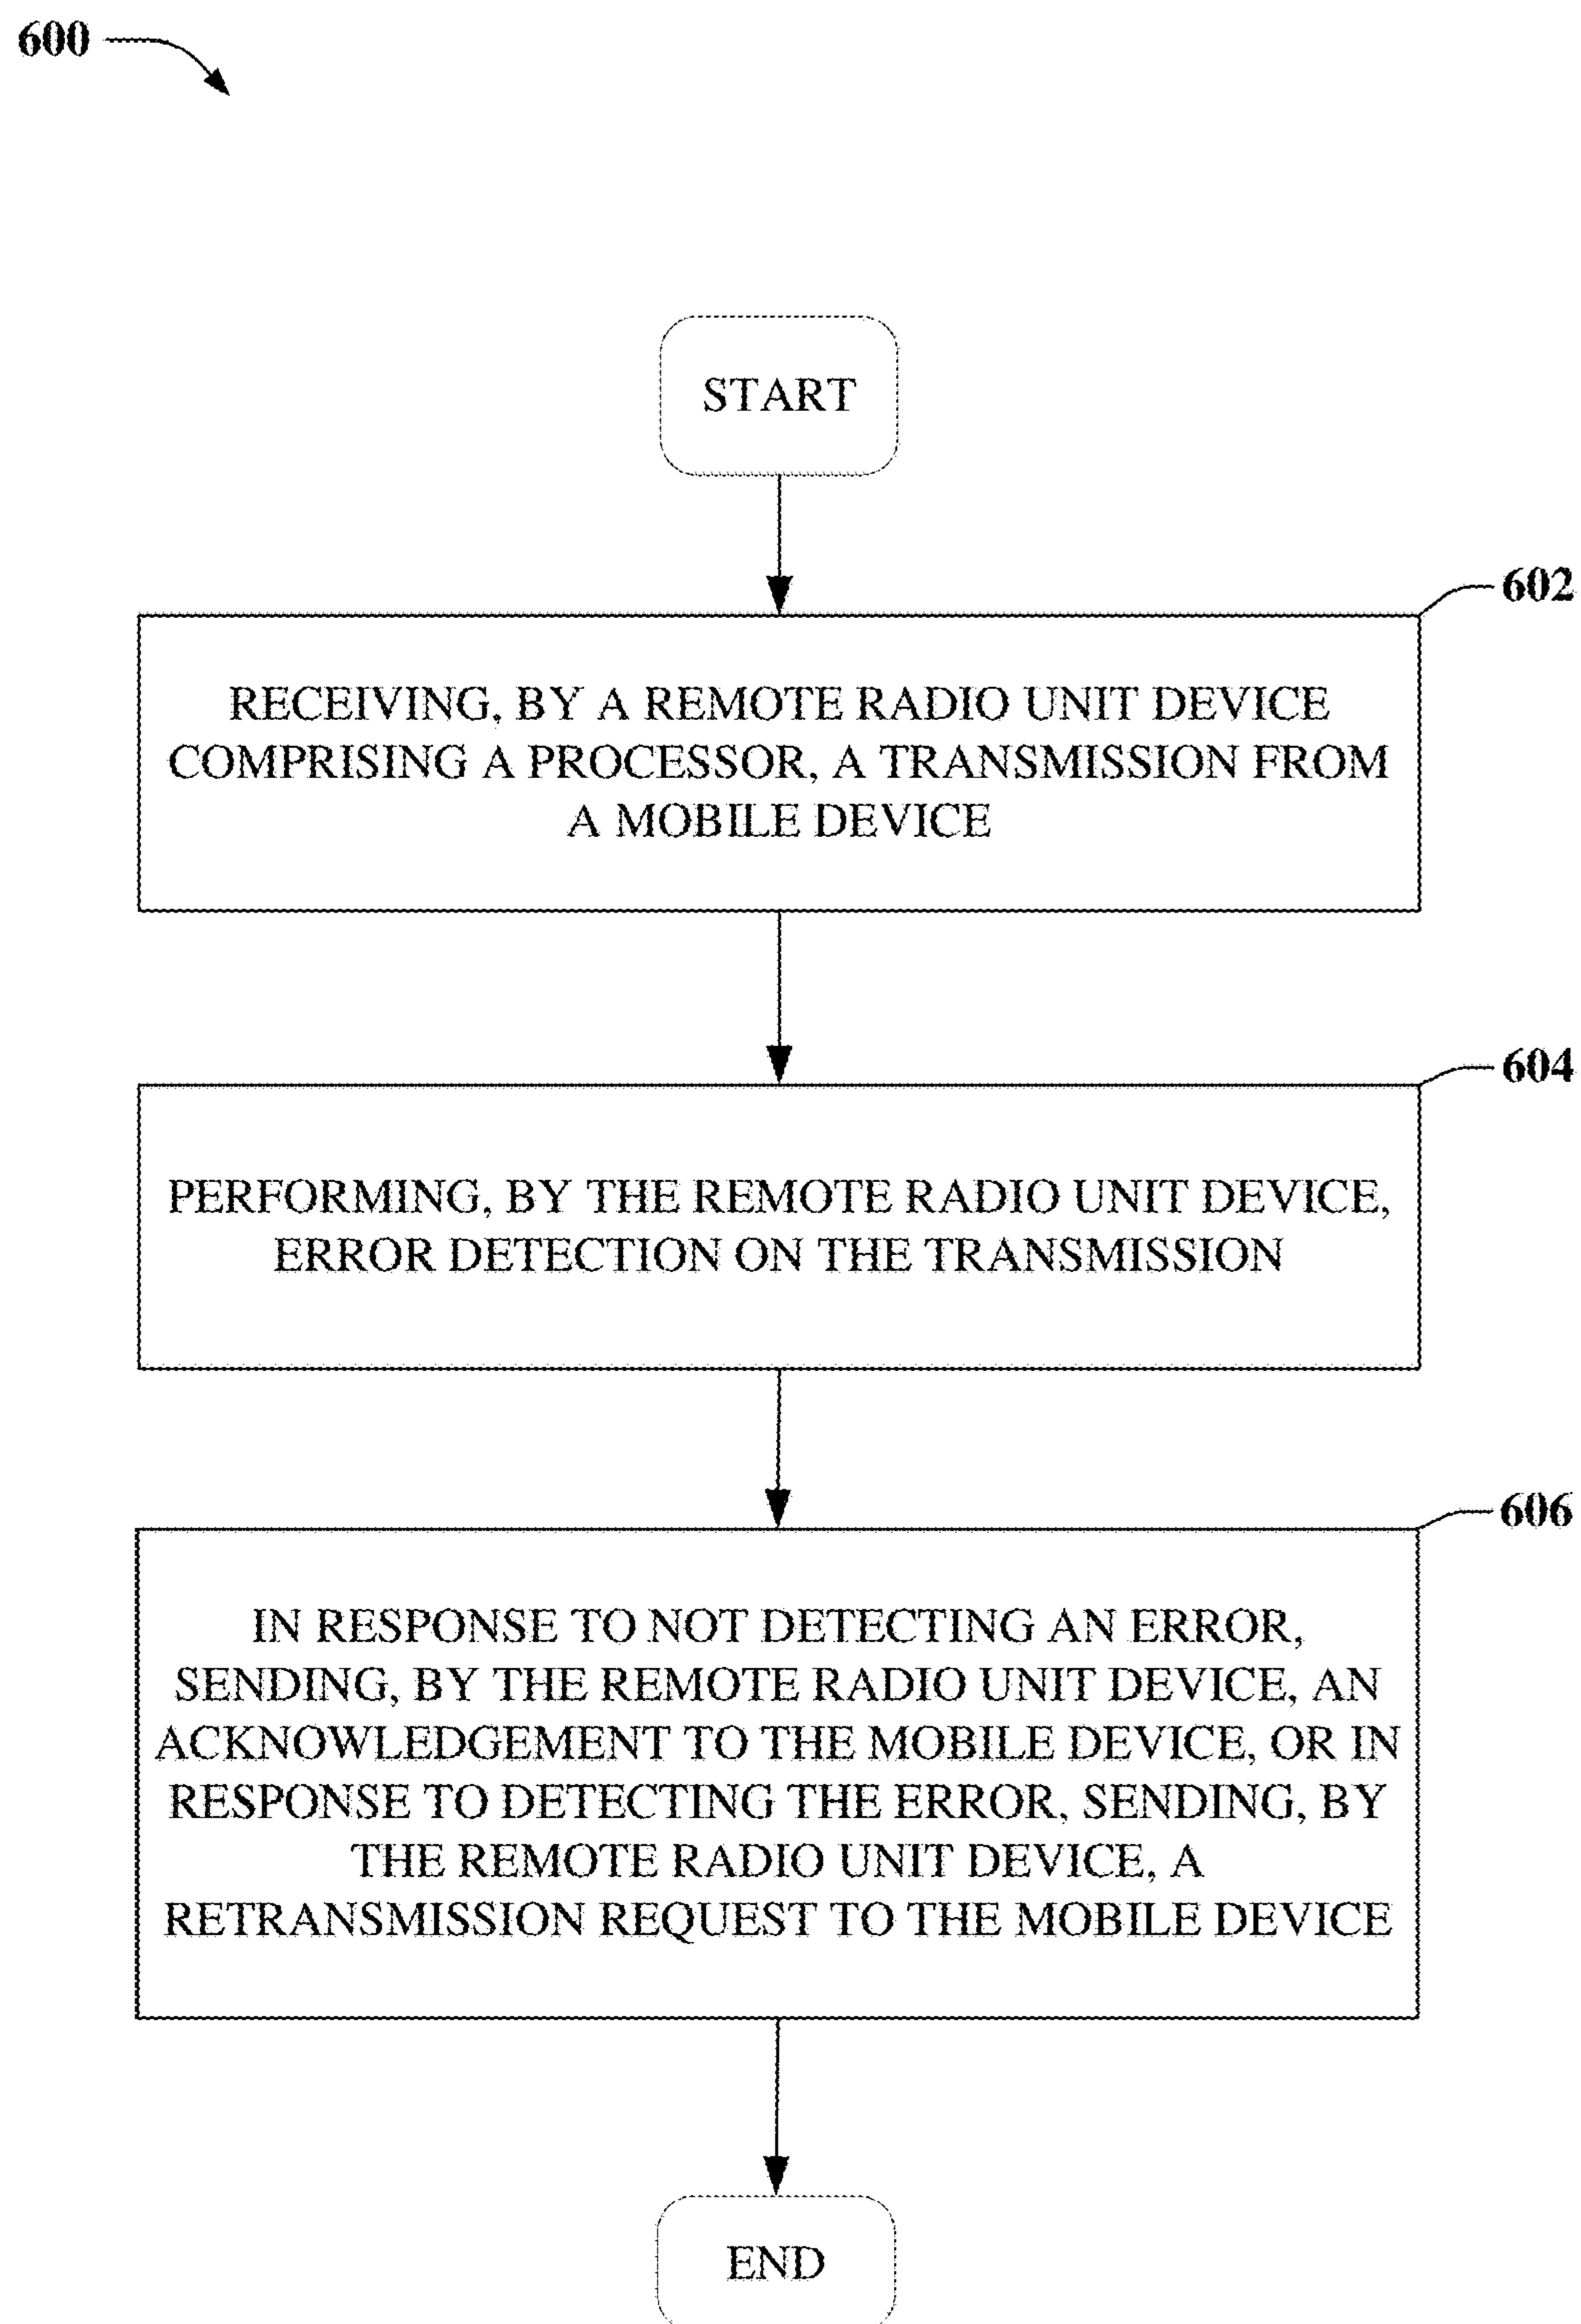 600
START
602
RECEIVING, BY A REMOTE RADIO UNIT DEVICE
COMPRISING A PROCESSOR, A TRANSMISSION FROM
A MOBILE DEVICE
604
PERFORMING, BY THE REMOTE RADIO UNIT DEVICE,
ERROR DETECTION ON THE TRANSMISSION
606
IN RESPONSE TO NOT DETECTING AN ERROR,
SENDING, BY THE REMOTE RADIO UNIT DEVICE, AN
ACKNOWLEDGEMENT TO THE MOBILE DEVICE, OR IN
RESPONSE TO DETECTING THE ERROR, SENDING, BY
THE REMOTE RADIO UNIT DEVICE, A
RETRANSMISSION REQUEST TO THE MOBILE DEVICE
END